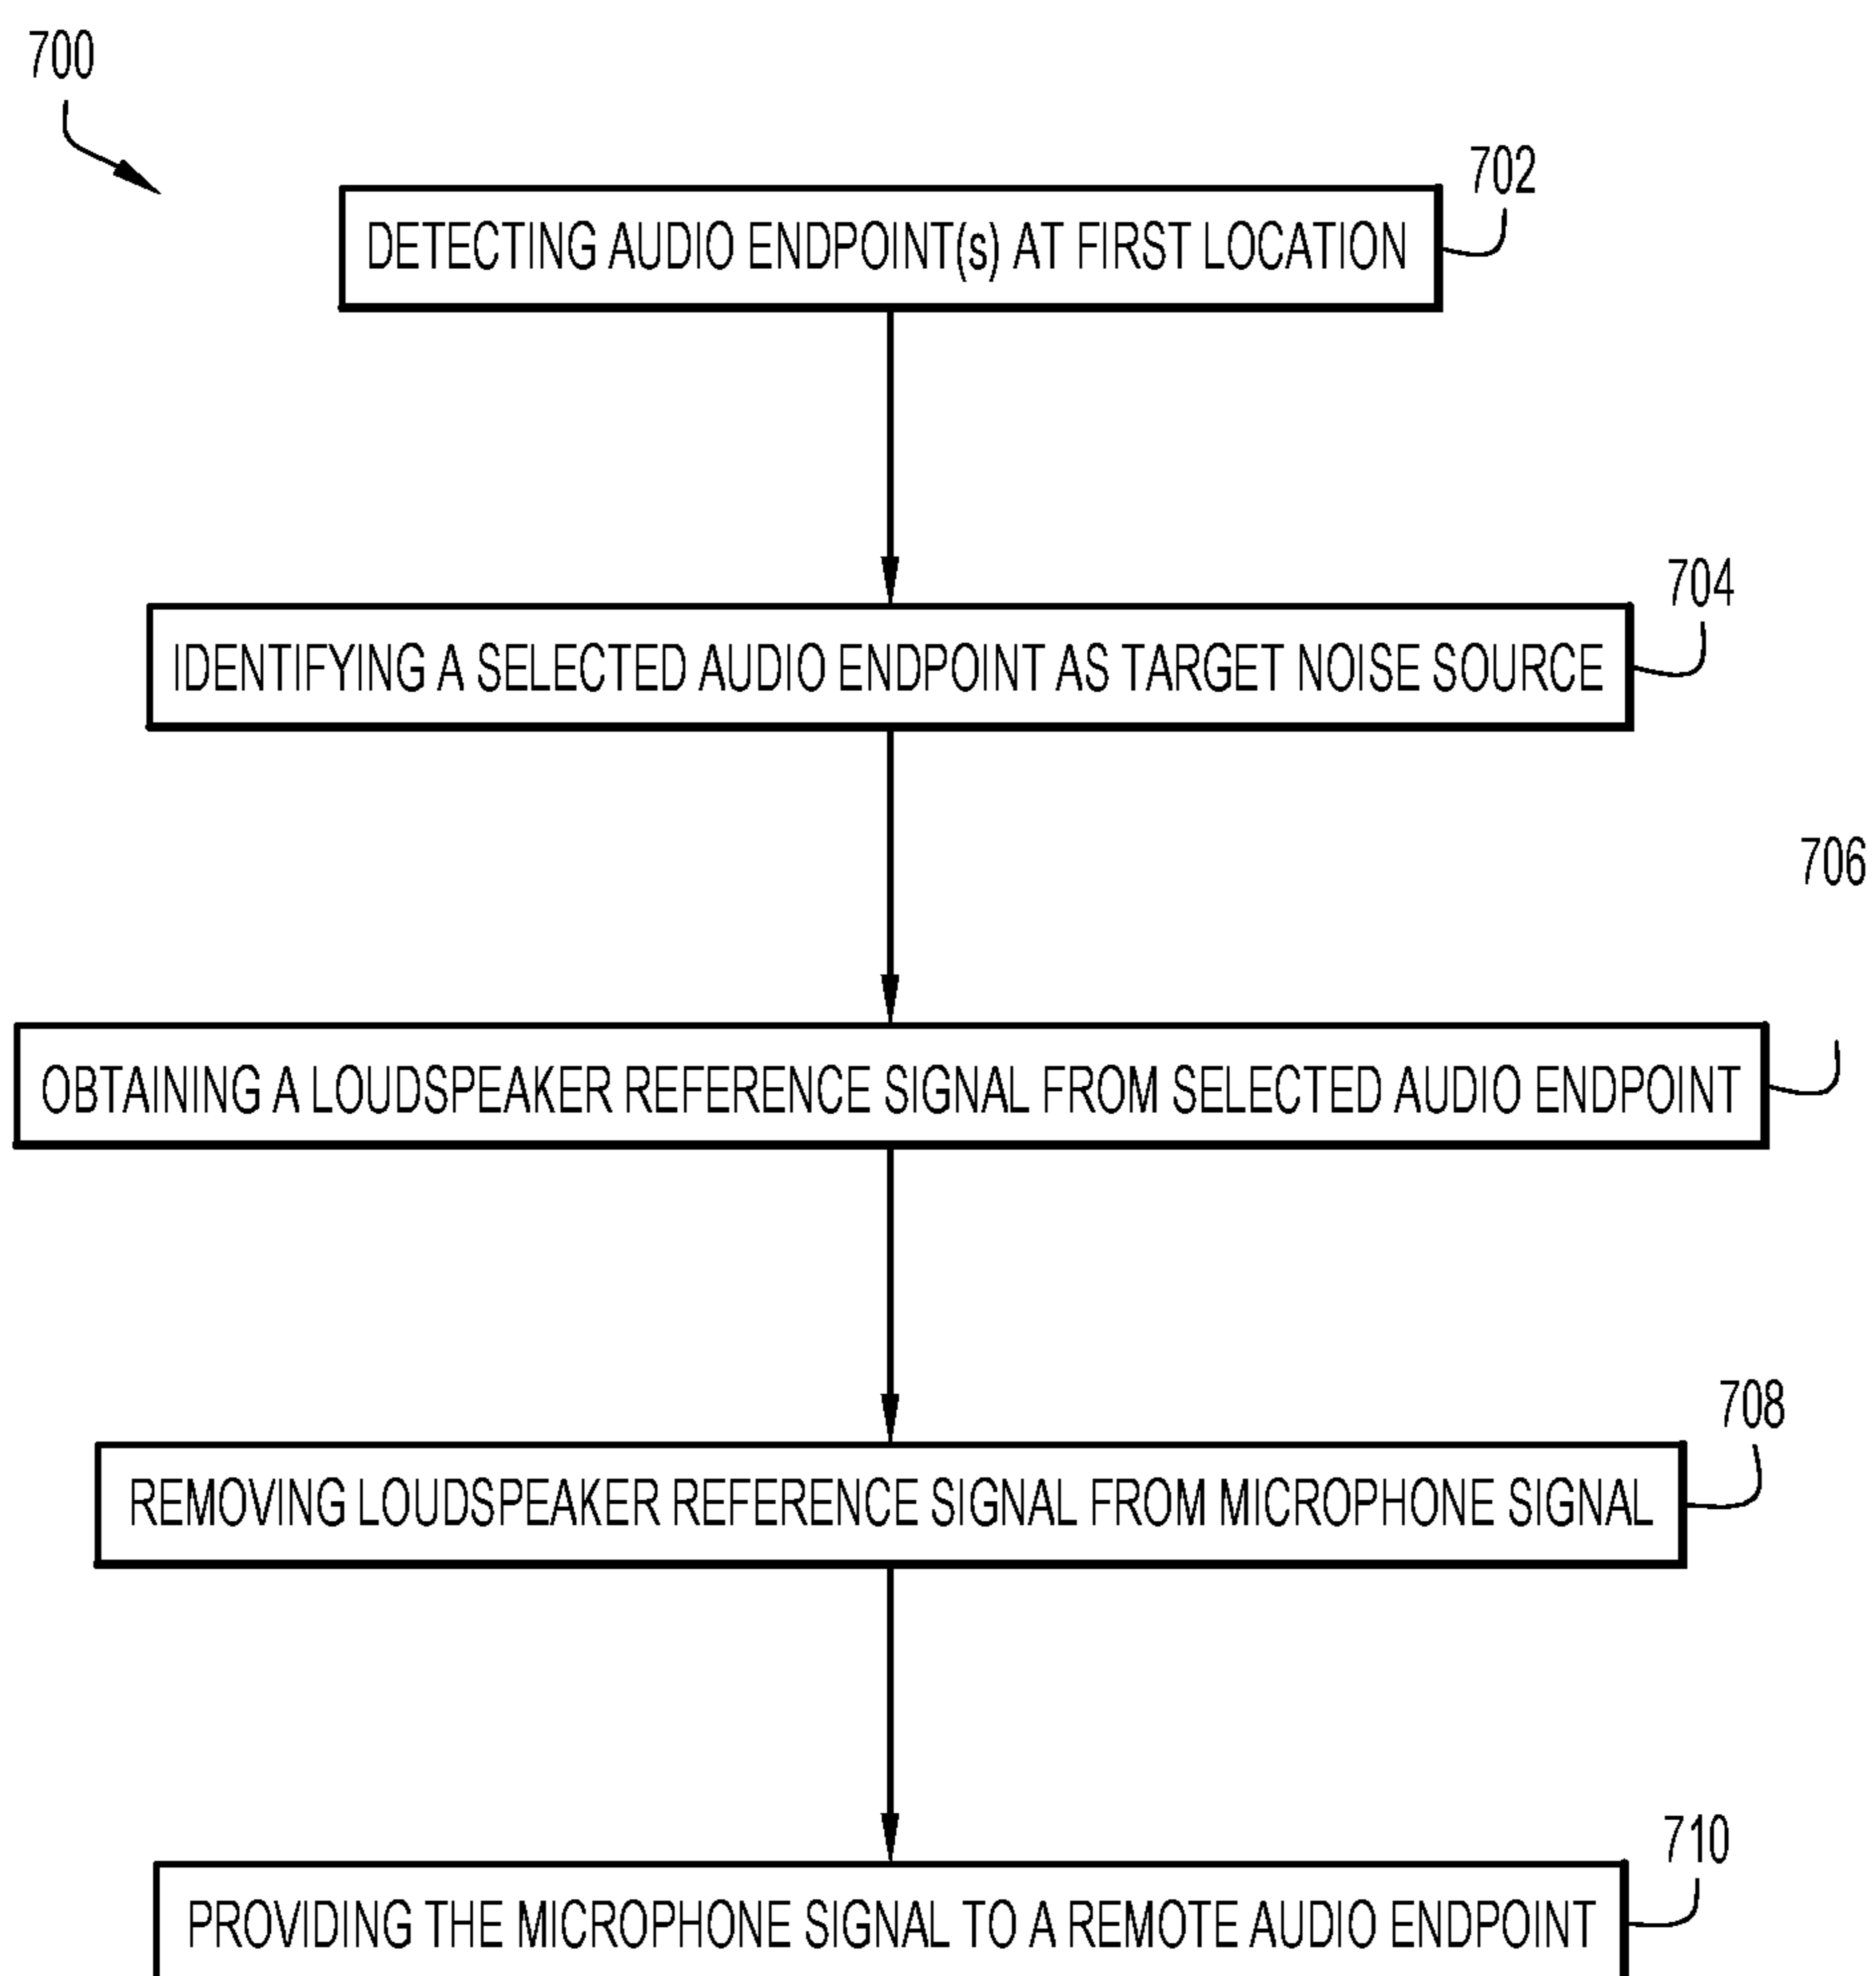 700
702
DETECTING AUDIO ENDPOINT(s) AT FIRST LOCATION
704
IDENTIFYING A SELECTED AUDIO ENDPOINT AS TARGET NOISE SOURCE
706
OBTAINING A LOUDSPEAKER REFERENCE SIGNAL FROM SELECTED AUDIO ENDPOINT
708
REMOVING LOUDSPEAKER REFERENCE SIGNAL FROM MICROPHONE SIGNAL
710
PROVIDING THE MICROPHONE SIGNAL TO A REMOTE AUDIO ENDPOINT